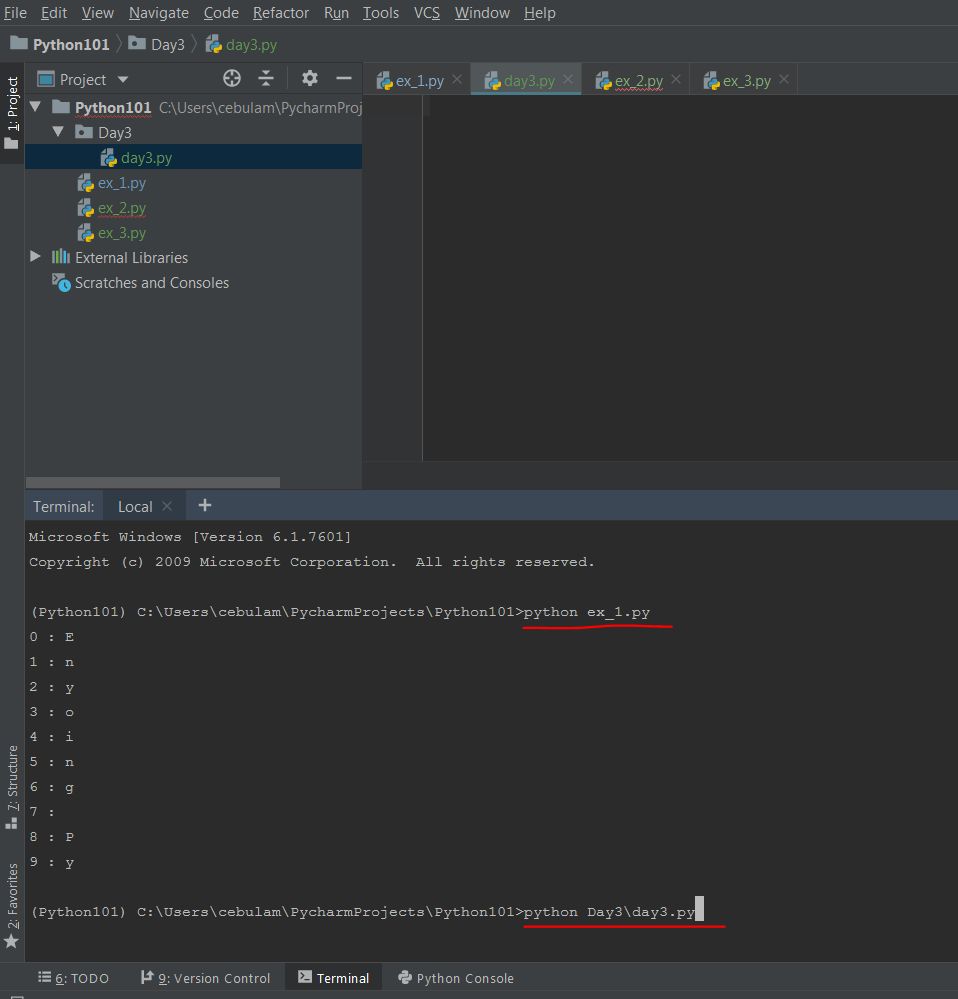 File Edit View Navigate Code Refactor Run Tools VCS Window Help
Python101 Day3 day3.py
1: Project
Project
ex_1.py day3.py ex_2.py ex_3.py
Python101 C:\Users\cebulam\PycharmProj
Day3
day3.py
ex_1.py
ex_2.py
ex_3.py
External Libraries
Scratches and Consoles
Terminal: Local +
Microsoft Windows [Version 6.1.7601]
Copyright (c) 2009 Microsoft Corporation. All rights reserved.
(Python101) C:\Users\cebulam\PycharmProjects\Python101>python ex_1.py
0 : E
1 : n
2 : y
3 : o
4 : i
5 : n
6 : g
7 :
8 : P
9 : y
(Python101) C:\Users\cebulam\PycharmProjects\Python101>python Day3\day3.py
7: Structure
2: Favorites
6: TODO 9: Version Control Terminal Python Console